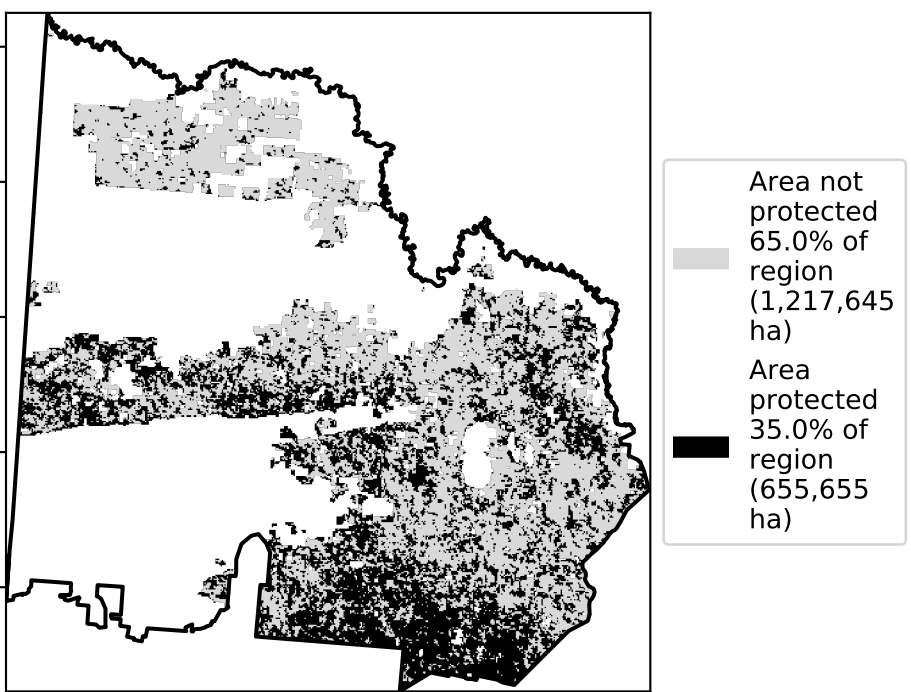 Area not
protected
65.0% of
region
(1,217,645
ha)
Area
protected
35.0% of
region
(655,655
ha)